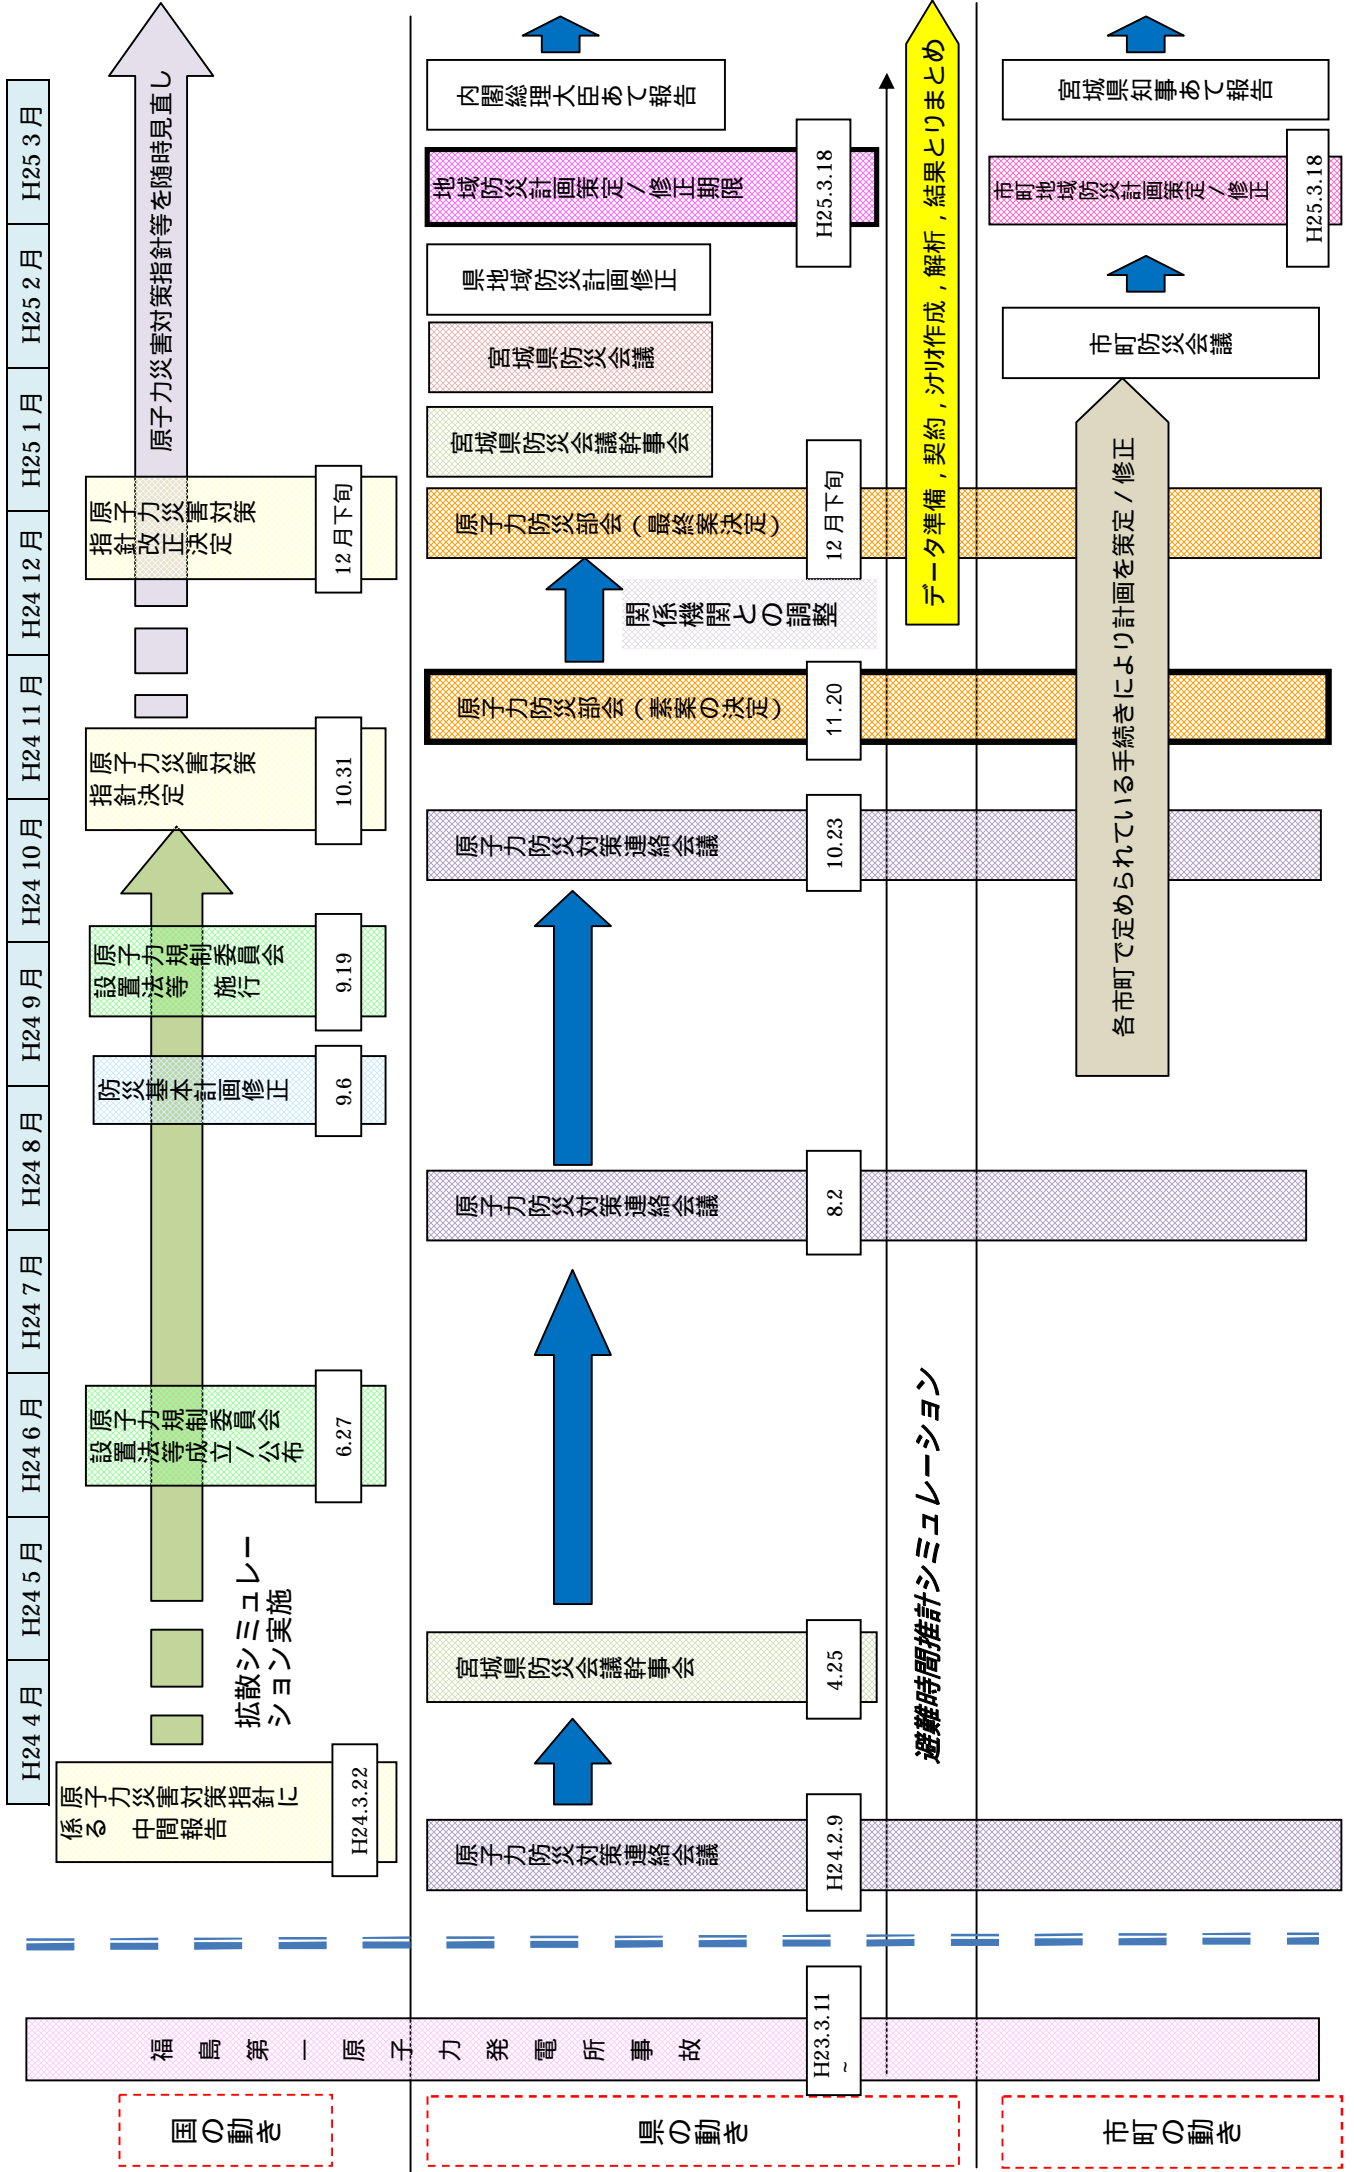 H24 4月
H24 5月
H24 6月
H24 7月
H24 8月
H24 9月
H24 10月
H24 11月
H24 12月
H25 1月
H25 2月
H25 3月
国の動き
福島第一原子力発電所事故
H23.3.11
~
原子力災害対策指針に
係る 中間報告
H24.3.22
拡散シミュレー
ション実施
原子力規制委員会
設置法等成立/公布
6.27
防災基本計画修正
9.6
原子力規制委員会
設置法等 施行
9.19
原子力災害対策
指針決定
10.31
原子力災害対策
指針改正決定
12月下旬
原子力災害対策指針等を随時見直し
県の動き
原子力防災対策連絡会議
H24.2.9
宮城県防災会議幹事会
4.25
原子力防災対策連絡会議
8.2
原子力防災対策連絡会議
10.23
原子力防災部会(素案の決定)
11.20
関係機関との調整
原子力防災部会(最終案決定)
12月下旬
宮城県防災会議幹事会
宮城県防災会議
県地域防災計画修正
地域防災計画策定/修正期限
H25.3.18
内閣総理大臣あて報告
避難時間推計シミュレーション
データ準備,契約,シナリオ作成,解析,結果とりまとめ
市町の動き
各市町で定められている手続きにより計画を策定/修正
市町防災会議
市町地域防災計画策定/修正
H25.3.18
宮城県知事あて報告